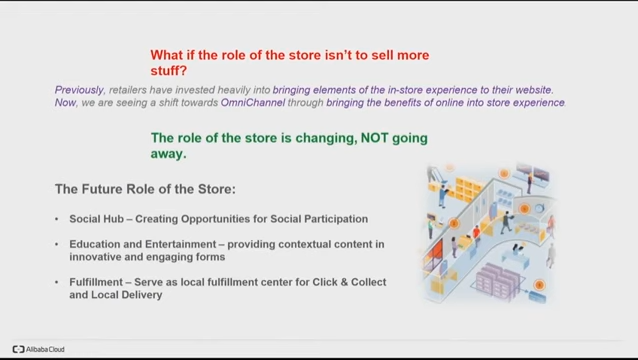 What if the role of the store isn't to sell more
stuff?
Previously, retailers have invested heavily into bringing elements of the in-store experience to their website.
Now, we are seeing a shift towards OmniChannel through bringing the benefits of online into store experience
The role of the store is changing, NOT going
away.
The Future Role of the Store:
• Social Hub – Creating Opportunities for Social Participation
• Education and Entertainment – providing contextual content in
innovative and engaging forms
• Fulfillment – Serve as local fulfillment center for Click & Collect
and Local Delivery
Alibaba Cloud